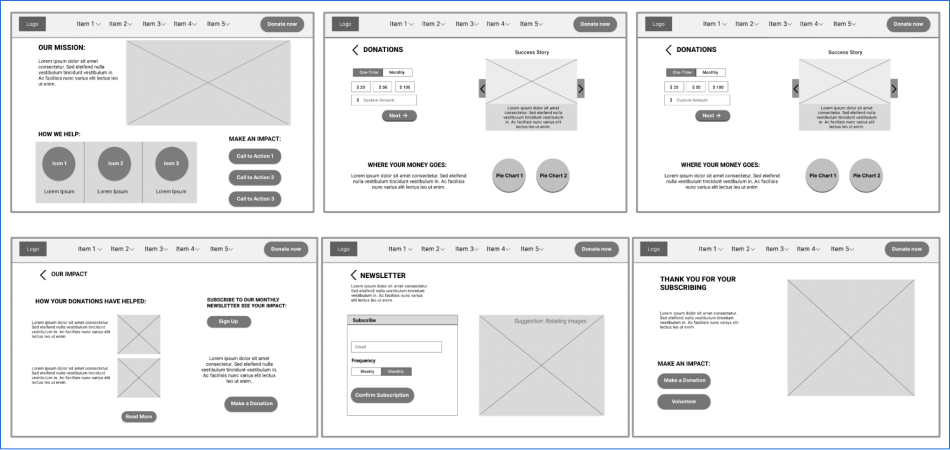 Logo
Item 1 Item 2 Item 3 Item 4 Item 5
Donate now
OUR MISSION:
Lorem ipsum dolor sit amet
consectetur. Sed eleifend nulla
vestibulum tincidunt vestibulum
in. Ac facilisis nunc varius
elit lectus leo
ut enim.
HOW WE HELP:
Icon 1 Icon 2 Icon 3
Lorem Ipsum Lorem Ipsum Lorem Ipsum
MAKE AN IMPACT:
Call to Action 1
Call to Action 2
Call to Action 3
Logo
Item 1 Item 2 Item 3 Item 4 Item 5
Donate now
DONATIONS
One-Time Monthly
$ 20 $ 50 $ 100
$ Custom Amount
Next →
Success Story
Lorem ipsum dolor sit amet
consectetur. Sed eleifend nulla
vestibulum tincidunt vestibulum
in. Ac facilisis nunc varius elit
lectus leo ut enim.
WHERE YOUR MONEY GOES:
Lorem ipsum dolor sit amet consectetur. Sed eleifend
nulla vestibulum tincidunt vestibulum in. Ac facilisis
nunc varius elit lectus leo ut enim.
Pie Chart 1 Pie Chart 2
Logo
Item 1 Item 2 Item 3 Item 4 Item 5
Donate now
DONATIONS
One-Time Monthly
$ 20 $ 50 $ 100
$ Custom Amount
Next →
Success Story
Lorem ipsum dolor sit amet
consectetur. Sed eleifend nulla
vestibulum tincidunt vestibulum
in. Ac facilisis nunc varius elit
lectus leo ut enim.
WHERE YOUR MONEY GOES:
Lorem ipsum dolor sit amet consectetur. Sed eleifend
nulla vestibulum tincidunt vestibulum in. Ac facilisis
nunc varius elit lectus leo ut enim.
Pie Chart 1 Pie Chart 2
Logo
Item 1 Item 2 Item 3 Item 4 Item 5
Donate now
OUR IMPACT
HOW YOUR DONATIONS HAVE HELPED:
Lorem ipsum dolor sit amet consectetur.
Sed eleifend nulla vestibulum tincidunt
vestibulum in. Ac facilisis nunc varius elit
lectus leo ut enim.
Lorem ipsum dolor sit amet consectetur.
Sed eleifend nulla vestibulum tincidunt
vestibulum in. Ac facilisis nunc varius elit
lectus leo ut enim.
Read More
SUBSCRIBE TO OUR MONTHLY
NEWSLETTER SEE YOUR IMPACT:
Sign Up
Lorem ipsum dolor sit amet
consectetur. Sed eleifend nulla
vestibulum tincidunt vestibulum in.
Ac facilisis nunc varius elit lectus
leo ut enim.
Make a Donation
Logo
Item 1 Item 2 Item 3 Item 4 Item 5
Donate now
NEWSLETTER
Lorem ipsum dolor sit amet consectetur.
Sed eleifend nulla vestibulum tincidunt
vestibulum in. Ac facilisis nunc varius
elit lectus leo ut enim.
Subscribe
Email
Frequency
Weekly Monthly
Confirm Subscription
Suggestion: Rotating images
Logo
Item 1 Item 2 Item 3 Item 4 Item 5
Donate now
THANK YOU FOR YOUR
SUBSCRIBING
Lorem ipsum dolor sit amet consectetur.
Sed eleifend nulla vestibulum tincidunt
vestibulum in. Ac facilisis nunc varius elit
lectus leo ut enim.
MAKE AN IMPACT:
Make a Donation
Volunteer